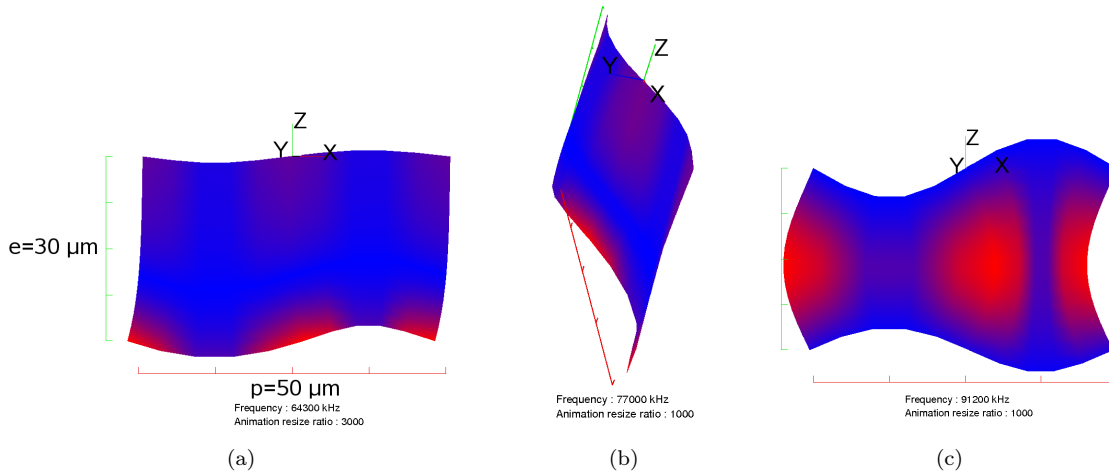 Z
Y
X
e=30 μm
p=50 μm
Frequency : 64300 kHz
Animation resize ratio : 3000
(a)
Z
Y
X
Frequency : 77000 kHz
Animation resize ratio : 1000
(b)
Z
Y
X
Frequency : 91200 kHz
Animation resize ratio : 1000
(c)